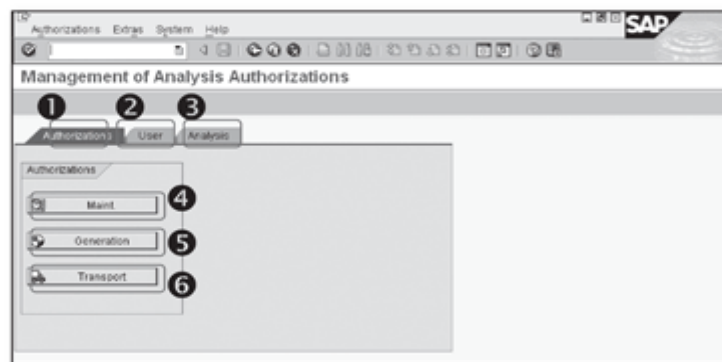 Authorizations Extras System Help
SAP
Management of Analysis Authorizations
1 2 3
Authorizations User Analysis
Authorizations
Maint 4
Generation 5
Transport 6